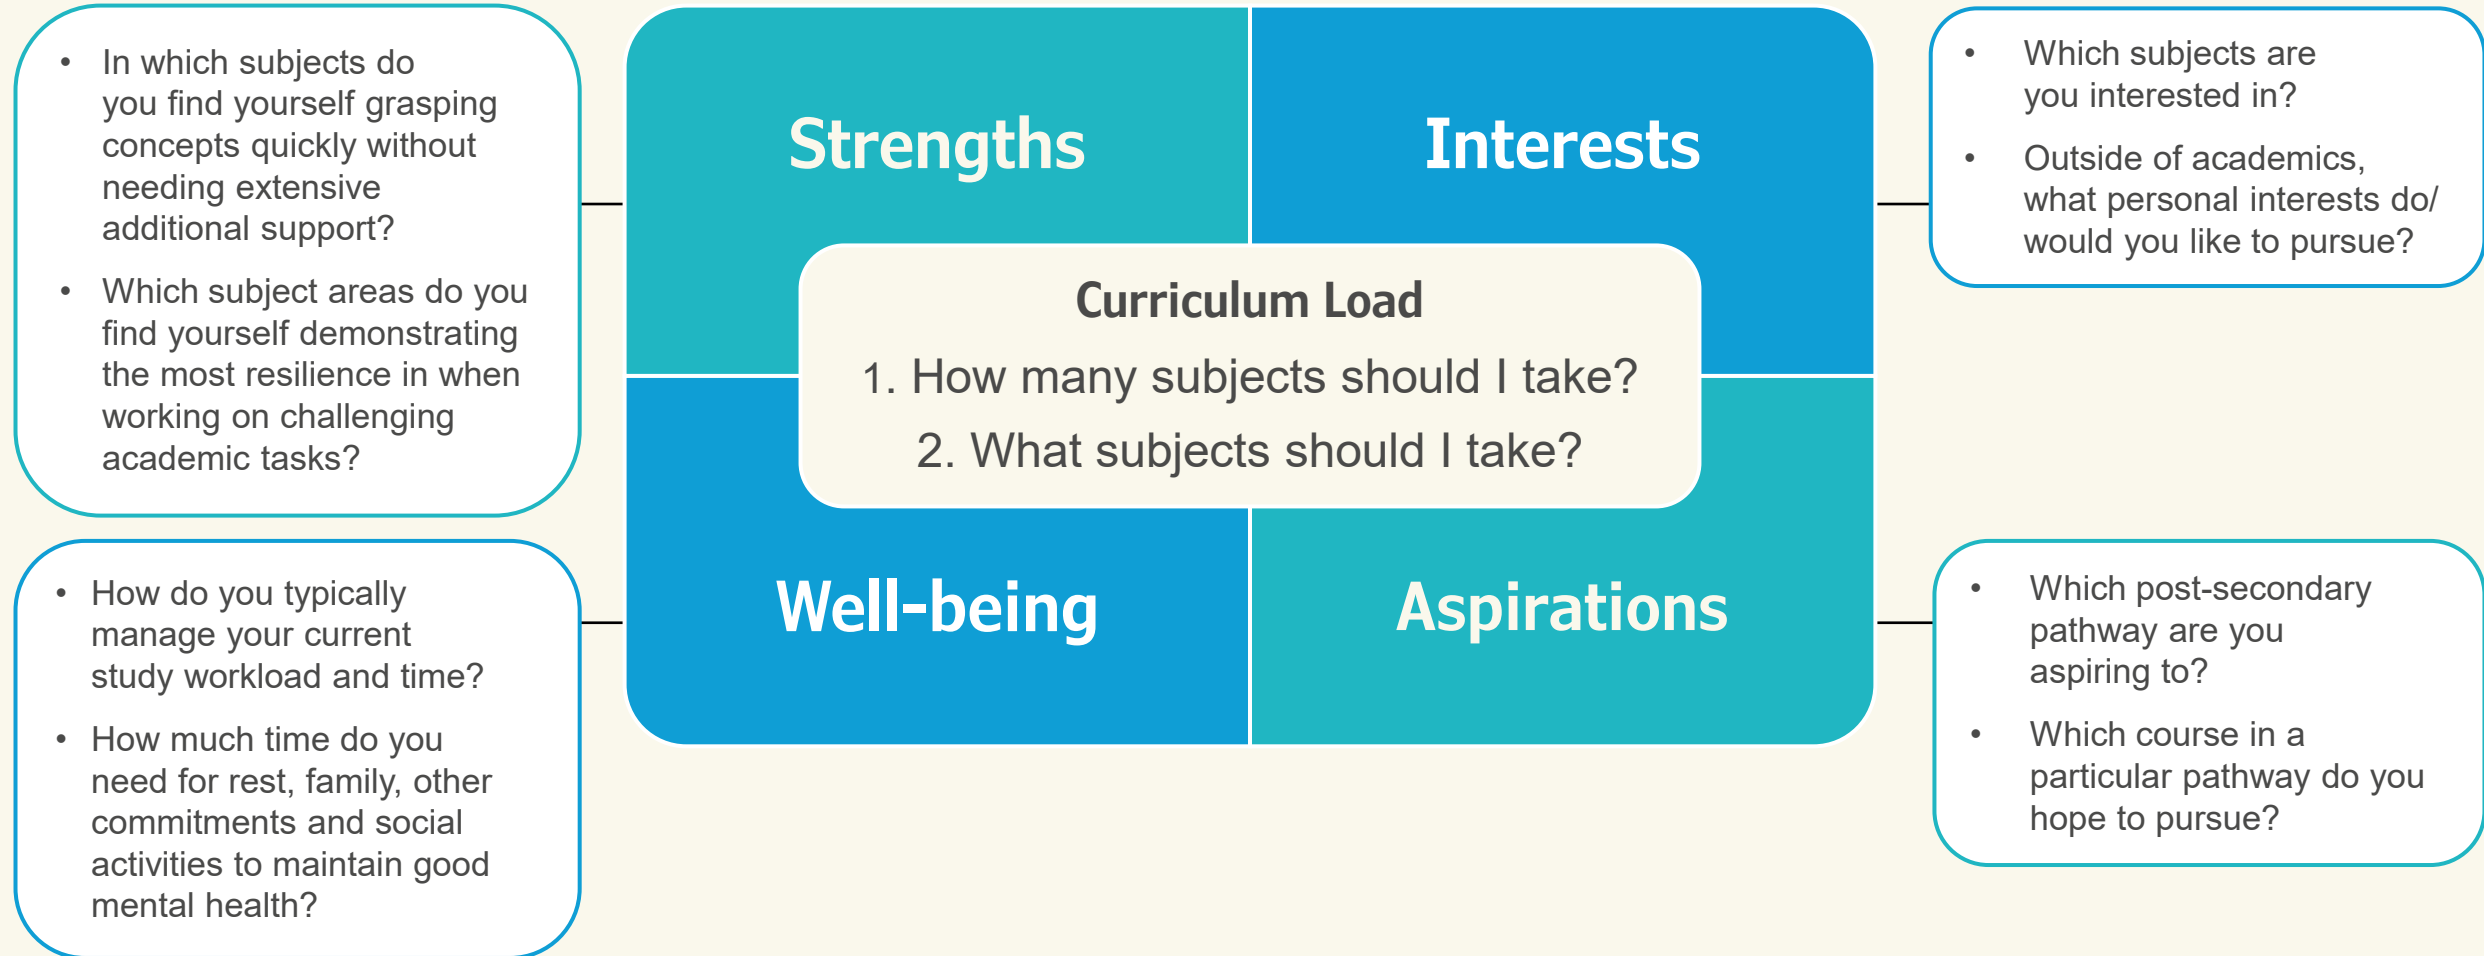 • In which subjects do
you find yourself grasping
concepts quickly without
needing extensive
additional support?
• Which subject areas do you
find yourself demonstrating
the most resilience in when
working on challenging
academic tasks?
Strengths
Interests
• Which subjects are
you interested in?
• Outside of academics,
what personal interests do/
would you like to pursue?
Curriculum Load
1. How many subjects should I take?
2. What subjects should I take?
• How do you typically
manage your current
study workload and time?
• How much time do you
need for rest, family, other
commitments and social
activities to maintain good
mental health?
Well-being
Aspirations
• Which post-secondary
pathway are you
aspiring to?
• Which course in a
particular pathway do you
hope to pursue?